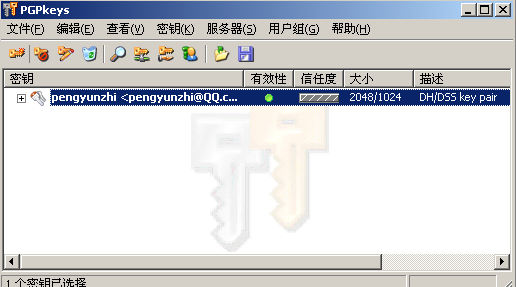 PGPkeys
文件(F) 编辑(E) 查看(V) 密钥(K) 服务器(S) 用户组(G) 帮助(H)
密钥 有效性 信任度 大小 描述
pengyunzhi <pengyunzhi@QQ.c... 2048/1024 DH/DSS key pair
1 个密钥已选择